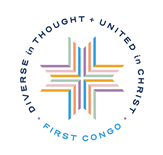 DIVERSE in THOUGHT + UNITED in CHRIST
· FIRST CONGO ·